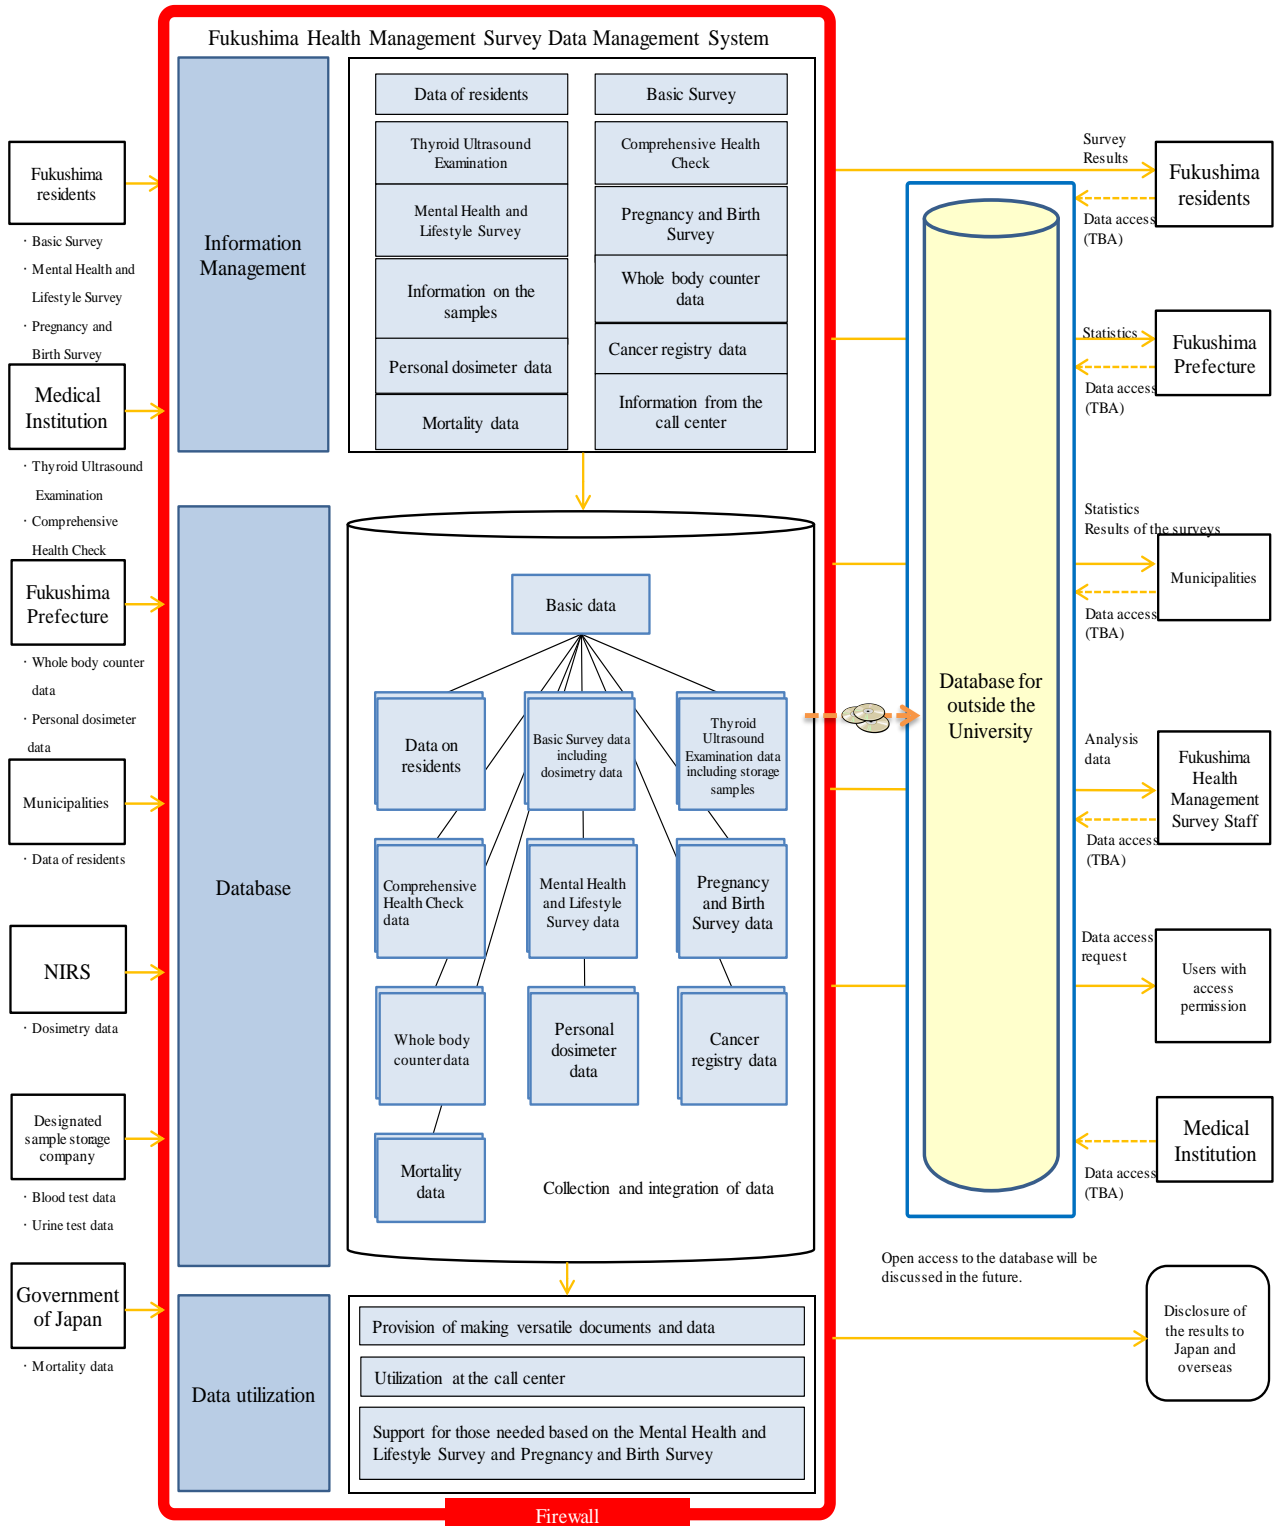 Fukushima Health Management Survey Data Management System
Fukushima
residents
・Basic Survey
・Mental Health and
Lifestyle Survey
・Pregnancy and
Birth Survey
Medical
Institution
・Thyroid Ultrasound
Examination
・Comprehensive
Health Check
Fukushima
Prefecture
・Whole body counter
data
・Personal dosimeter
data
Municipalities
・Data of residents
NIRS
・Dosimetry data
Designated
sample storage
company
・Blood test data
・Urine test data
Government
of Japan
・Mortality data
Information
Management
Data of residents
Basic Survey
Thyroid Ultrasound
Examination
Comprehensive Health
Check
Mental Health and
Lifestyle Survey
Pregnancy and Birth
Survey
Information on the
samples
Whole body counter
data
Personal dosimeter data
Cancer registry data
Mortality data
Information from the
call center
Database
Basic data
Data on
residents
Basic Survey data
including
dosimetry data
Thyroid
Ultrasound
Examination data
including storage
samples
Comprehensive
Health Check
data
Mental Health
and Lifestyle
Survey data
Pregnancy
and Birth
Survey data
Whole body
counter data
Personal
dosimeter
data
Cancer
registry data
Mortality
data
Collection and integration of data
Data utilization
Provision of making versatile documents and data
Utilization at the call center
Support for those needed based on the Mental Health and
Lifestyle Survey and Pregnancy and Birth Survey
Firewall
Database for
outside the
University
Open access to the database will be
discussed in the future.
Survey
Results
Fukushima
residents
Data access
(TBA)
Statistics
Fukushima
Prefecture
Data access
(TBA)
Statistics
Results of the surveys
Municipalities
Data access
(TBA)
Analysis
data
Fukushima
Health
Management
Survey Staff
Data access
(TBA)
Data access
request
Users with
access
permission
Medical
Institution
Data access
(TBA)
Disclosure of
the results to
Japan and
overseas